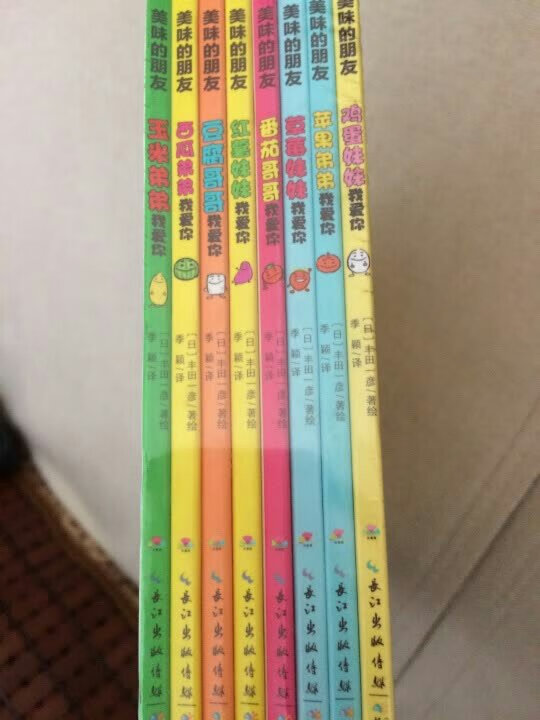 美味的朋友
玉米弟弟我爱你
[日]丰田一彦/著绘
季颖/译
长江出版传媒
美味的朋友
西瓜弟弟我爱你
[日]丰田一彦/著绘
季颖/译
长江出版传媒
美味的朋友
豆腐哥哥我爱你
[日]丰田一彦/著绘
季颖/译
长江出版传媒
美味的朋友
红薯妹妹我爱你
[日]丰田一彦/著绘
季颖/译
长江出版传媒
美味的朋友
番茄哥哥我爱你
[日]丰田一彦/著绘
季颖/译
长江出版传媒
美味的朋友
草莓妹妹我爱你
[日]丰田一彦/著绘
季颖/译
长江出版传媒
美味的朋友
苹果弟弟我爱你
[日]丰田一彦/著绘
季颖/译
长江出版传媒
美味的朋友
鸡蛋妹妹我爱你
[日]丰田一彦/著绘
季颖/译
长江出版传媒